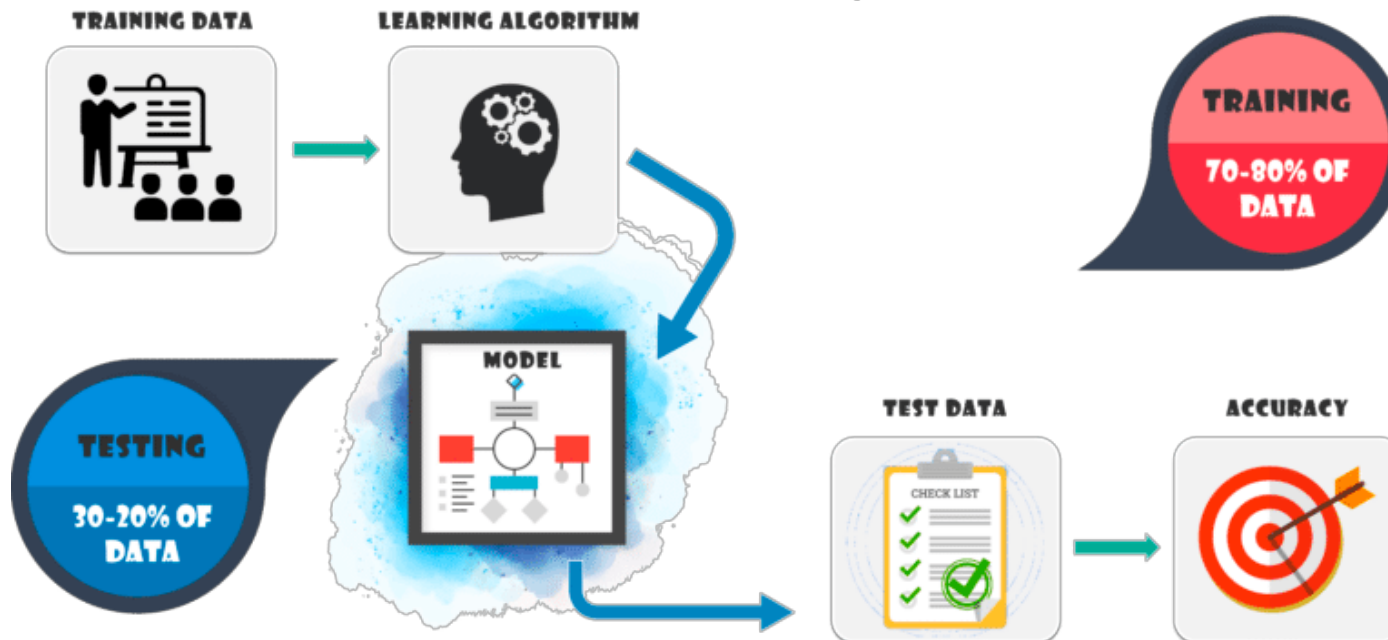 TRAINING DATA
LEARNING ALGORITHM
TRAINING
70-80% OF
DATA
MODEL
TESTING
30-20% OF
DATA
TEST DATA
ACCURACY
CHECK LIST